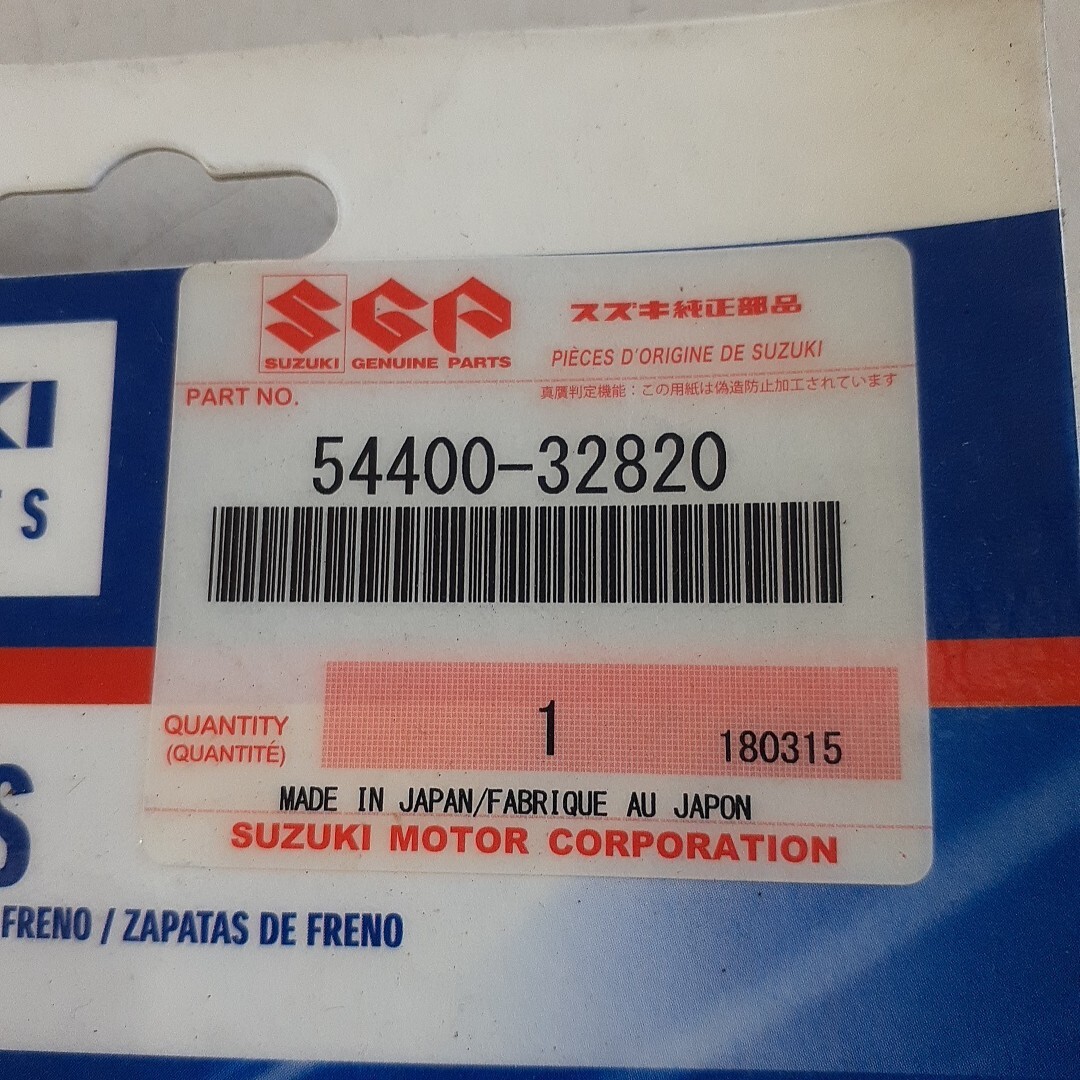 SGP
SUZUKI GENUINE PARTS
スズキ純正部品
PIÈCES D'ORIGINE DE SUZUKI
PART NO.
真贋判定機能：この用紙は偽造防止加工されています
54400-32820
KI
TS
QUANTITY
(QUANTITÉ)
1
180315
MADE IN JAPAN/FABRIQUE AU JAPON
SUZUKI MOTOR CORPORATION
S
FRENO / ZAPATAS DE FRENO